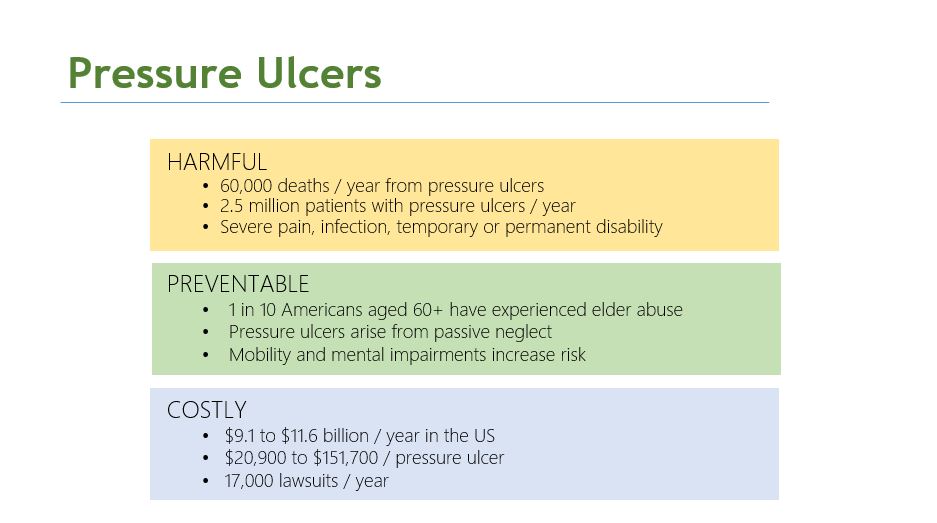 Pressure Ulcers
HARMFUL
• 60,000 deaths / year from pressure ulcers
• 2.5 million patients with pressure ulcers / year
• Severe pain, infection, temporary or permanent disability
PREVENTABLE
• 1 in 10 Americans aged 60+ have experienced elder abuse
• Pressure ulcers arise from passive neglect
• Mobility and mental impairments increase risk
COSTLY
• $9.1 to $11.6 billion / year in the US
• $20,900 to $151,700 / pressure ulcer
• 17,000 lawsuits / year